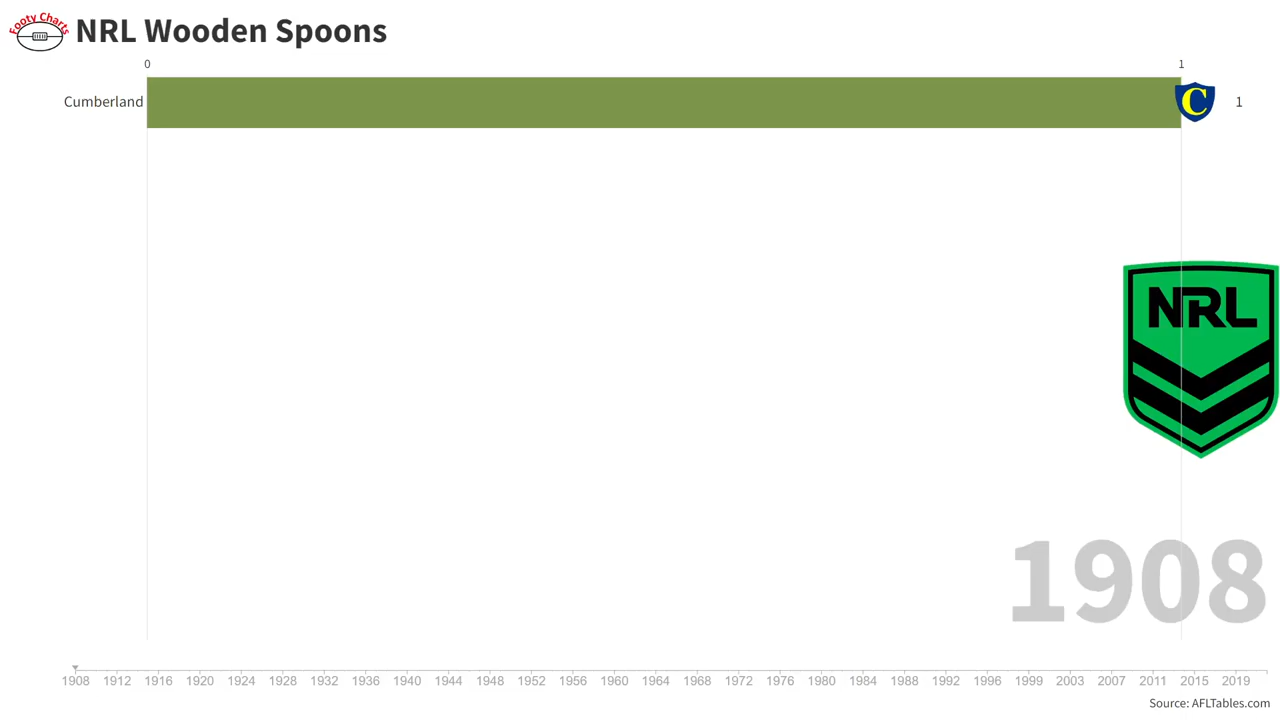 Footy Charts
NRL Wooden Spoons
0 1
Cumberland C 1
NRL
1908
1908 1912 1916 1920 1924 1928 1932 1936 1940 1944 1948 1952 1956 1960 1964 1968 1972 1976 1980 1984 1988 1992 1996 1999 2003 2007 2011 2015 2019
Source: AFLTables.com